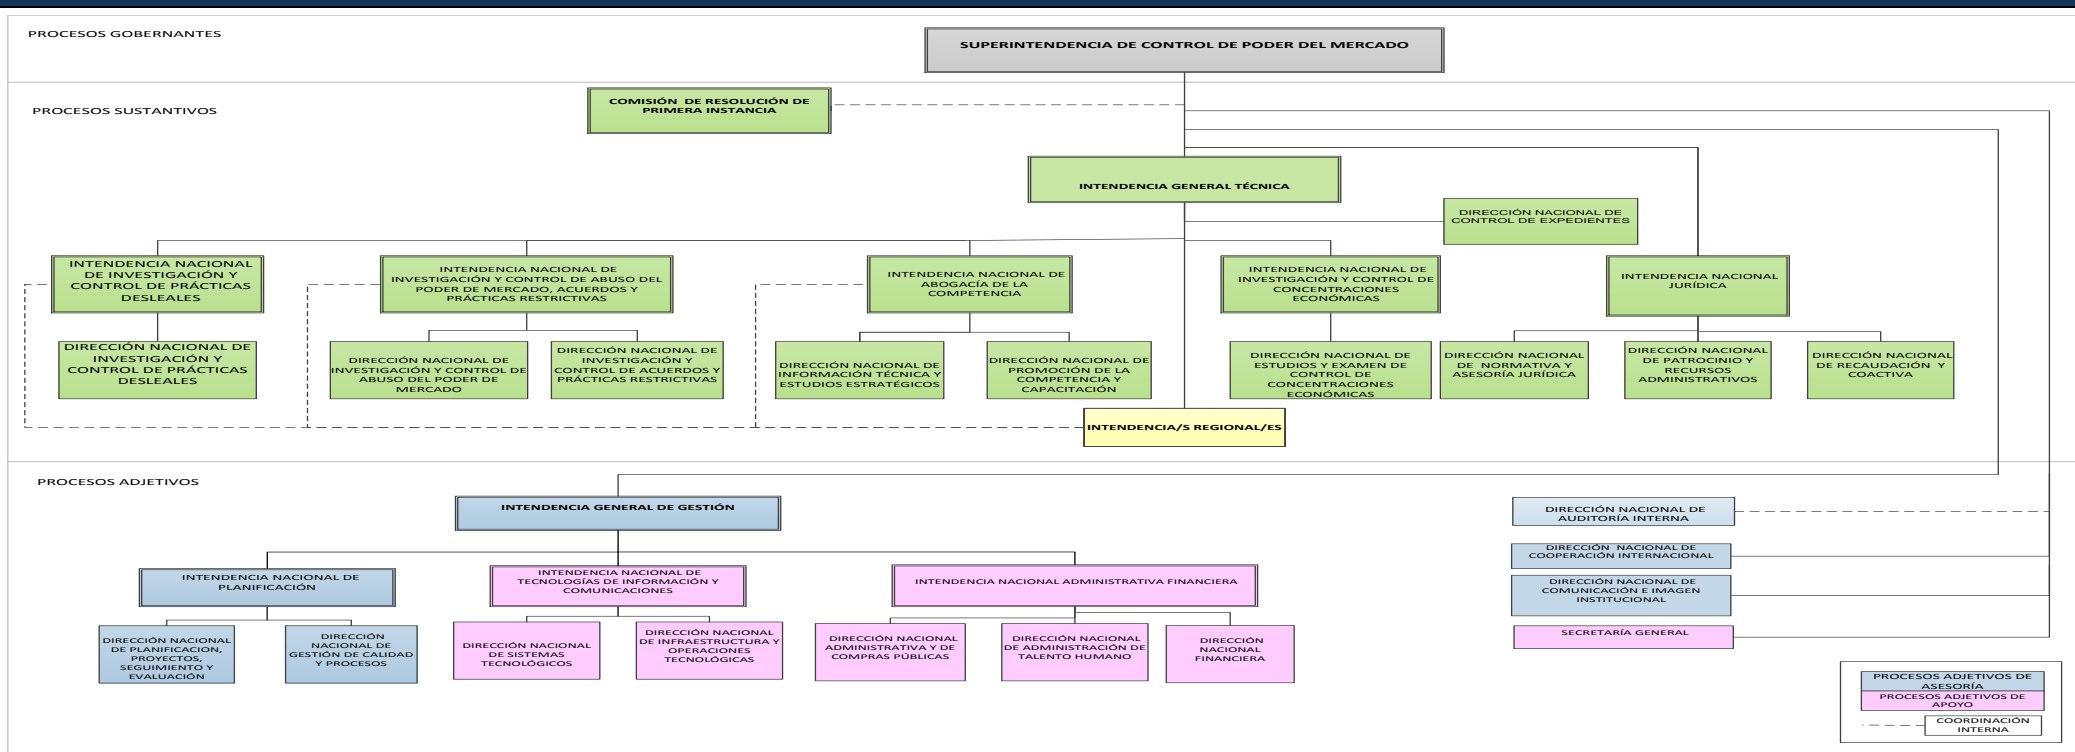 PROCESOS GOBERNANTES
SUPERINTENDENCIA DE CONTROL DE PODER DEL MERCADO
PROCESOS SUSTANTIVOS
COMISIÓN DE RESOLUCIÓN DE
PRIMERA INSTANCIA
INTENDENCIA GENERAL TÉCNICA
DIRECCIÓN NACIONAL DE
CONTROL DE EXPEDIENTES
INTENDENCIA NACIONAL
DE INVESTIGACIÓN Y
CONTROL DE PRÁCTICAS
DESLEALES
INTENDENCIA NACIONAL DE
INVESTIGACIÓN Y CONTROL DE ABUSO DEL
PODER DE MERCADO, ACUERDOS Y
PRÁCTICAS RESTRICTIVAS
INTENDENCIA NACIONAL DE
ABOGACÍA DE LA
COMPETENCIA
INTENDENCIA NACIONAL DE
INVESTIGACIÓN Y CONTROL DE
CONCENTRACIONES
ECONÓMICAS
INTENDENCIA NACIONAL
JURÍDICA
DIRECCIÓN NACIONAL DE
INVESTIGACIÓN Y
CONTROL DE PRÁCTICAS
DESLEALES
DIRECCIÓN NACIONAL DE
INVESTIGACIÓN Y CONTROL DE
ABUSO DEL PODER DE
MERCADO
DIRECCIÓN NACIONAL DE
INVESTIGACIÓN Y
CONTROL DE ACUERDOS Y
PRÁCTICAS RESTRICTIVAS
DIRECCIÓN NACIONAL DE
INFORMACIÓN TÉCNICA Y
ESTUDIOS ESTRATÉGICOS
DIRECCIÓN NACIONAL DE
PROMOCIÓN DE LA
COMPETENCIA Y
CAPACITACIÓN
DIRECCIÓN NACIONAL DE
ESTUDIOS Y EXAMEN DE
CONTROL DE
CONCENTRACIONES
ECONÓMICAS
DIRECCIÓN NACIONAL
DE NORMATIVA Y
ASESORÍA JURÍDICA
DIRECCIÓN NACIONAL
DE PATROCINIO Y
RECURSOS
ADMINISTRATIVOS
DIRECCIÓN NACIONAL
DE RECAUDACIÓN Y
COACTIVA
INTENDENCIA/S REGIONAL/ES
PROCESOS ADJETIVOS
INTENDENCIA GENERAL DE GESTIÓN
DIRECCIÓN NACIONAL DE
AUDITORÍA INTERNA
DIRECCIÓN NACIONAL DE
COOPERACIÓN INTERNACIONAL
DIRECCIÓN NACIONAL DE
COMUNICACIÓN E IMAGEN
INSTITUCIONAL
SECRETARÍA GENERAL
INTENDENCIA NACIONAL DE
PLANIFICACIÓN
INTENDENCIA NACIONAL DE
TECNOLOGÍAS DE INFORMACIÓN Y
COMUNICACIONES
INTENDENCIA NACIONAL ADMINISTRATIVA FINANCIERA
DIRECCIÓN NACIONAL
DE PLANIFICACION,
PROYECTOS,
SEGUIMIENTO Y
EVALUACIÓN
DIRECCIÓN
NACIONAL DE
GESTIÓN DE CALIDAD
Y PROCESOS
DIRECCIÓN NACIONAL
DE SISTEMAS
TECNOLÓGICOS
DIRECCIÓN NACIONAL
DE INFRAESTRUCTURA Y
OPERACIONES
TECNOLÓGICAS
DIRECCIÓN NACIONAL
ADMINISTRATIVA Y DE
COMPRAS PÚBLICAS
DIRECCIÓN NACIONAL
DE ADMINISTRACIÓN DE
TALENTO HUMANO
DIRECCIÓN
NACIONAL
FINANCIERA
PROCESOS ADJETIVOS DE
ASESORÍA
PROCESOS ADJETIVOS DE
APOYO
COORDINACIÓN
INTERNA